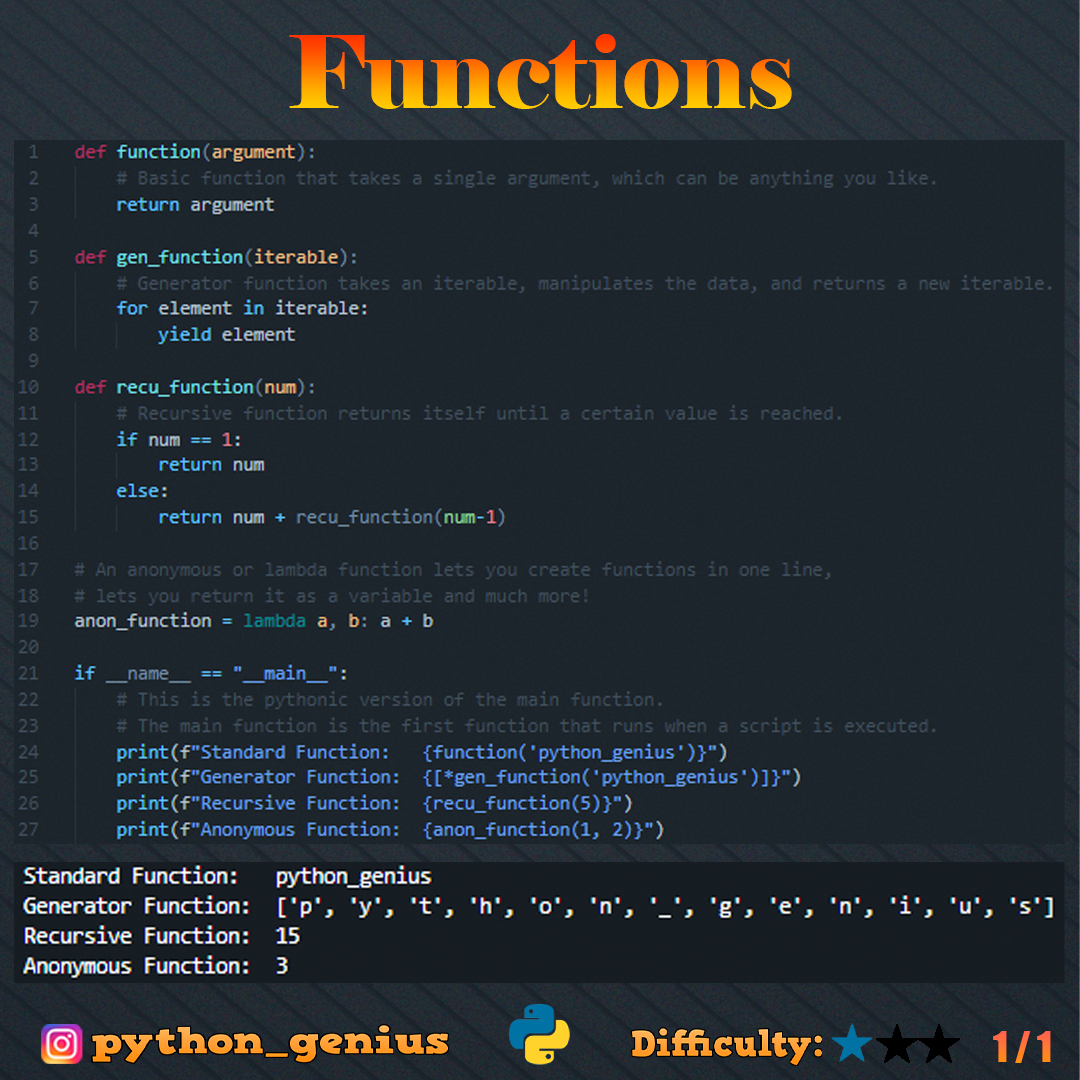 Functions
1 def function(argument):
2 # Basic function that takes a single argument, which can be anything you like.
3 return argument
4
5 def gen_function(iterable):
6 # Generator function takes an iterable, manipulates the data, and returns a new iterable.
7 for element in iterable:
8 yield element
9
10 def recu_function(num):
11 # Recursive function returns itself until a certain value is reached.
12 if num == 1:
13 return num
14 else:
15 return num + recu_function(num-1)
16
17 # An anonymous or lambda function lets you create functions in one line,
18 # lets you return it as a variable and much more!
19 anon_function = lambda a, b: a + b
20
21 if __name__ == "__main__":
22 # This is the pythonic version of the main function.
23 # The main function is the first function that runs when a script is executed.
24 print(f"Standard Function:   {function('python_genius')}")
25 print(f"Generator Function:  {[*gen_function('python_genius')]}")
26 print(f"Recursive Function:  {recu_function(5)}")
27 print(f"Anonymous Function:  {anon_function(1, 2)}")
Standard Function:   python_genius
Generator Function:  ['p', 'y', 't', 'h', 'o', 'n', '_', 'g', 'e', 'n', 'i', 'u', 's']
Recursive Function:  15
Anonymous Function:  3
python_genius Difficulty: 1/1